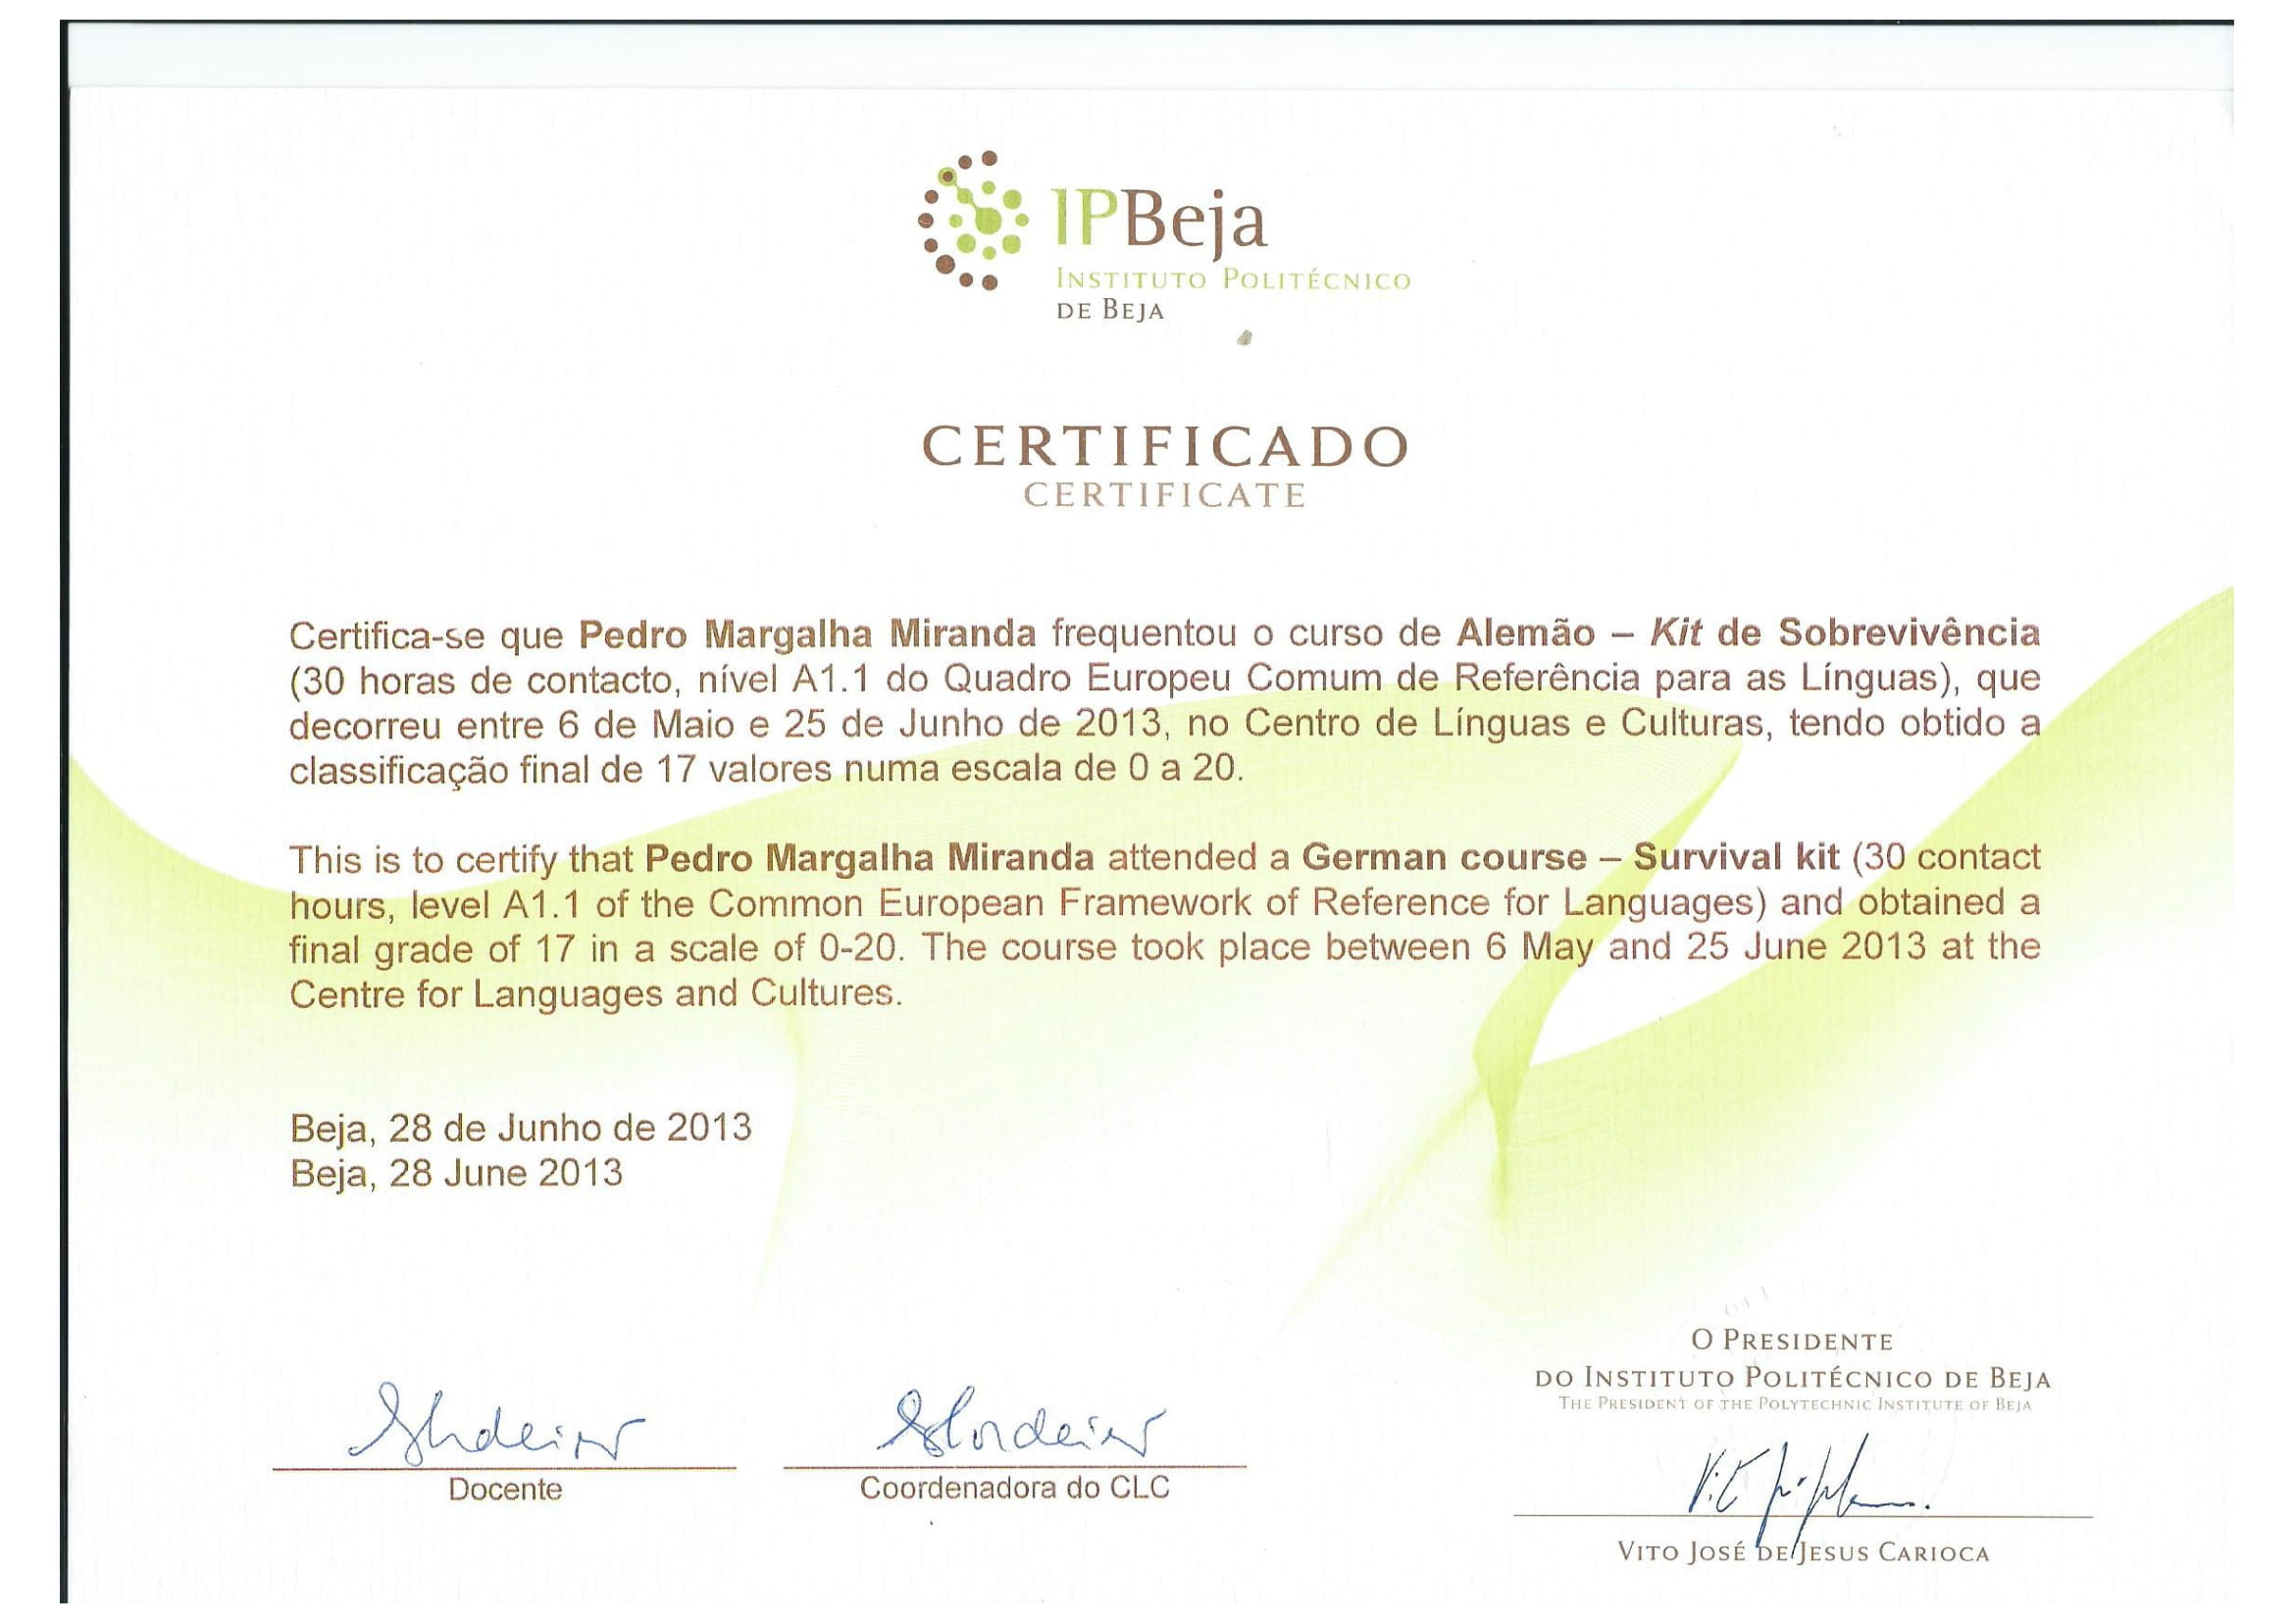 IPBeja
INSTITUTO POLITÉCNICO
DE BEJA
CERTIFICADO
CERTIFICATE
Certifica-se que Pedro Margalha Miranda frequentou o curso de Alemão – Kit de Sobrevivência
(30 horas de contacto, nível A1.1 do Quadro Europeu Comum de Referência para as Línguas), que
decorreu entre 6 de Maio e 25 de Junho de 2013, no Centro de Línguas e Culturas, tendo obtido a
classificação final de 17 valores numa escala de 0 a 20.
This is to certify that Pedro Margalha Miranda attended a German course – Survival kit (30 contact
hours, level A1.1 of the Common European Framework of Reference for Languages) and obtained a
final grade of 17 in a scale of 0-20. The course took place between 6 May and 25 June 2013 at the
Centre for Languages and Cultures.
Beja, 28 de Junho de 2013
Beja, 28 June 2013
Docente
Coordenadora do CLC
O PRESIDENTE
DO INSTITUTO POLITÉCNICO DE BEJA
THE PRESIDENT OF THE POLYTECHNIC INSTITUTE OF BEJA
VITO JOSÉ DE JESUS CARIOCA